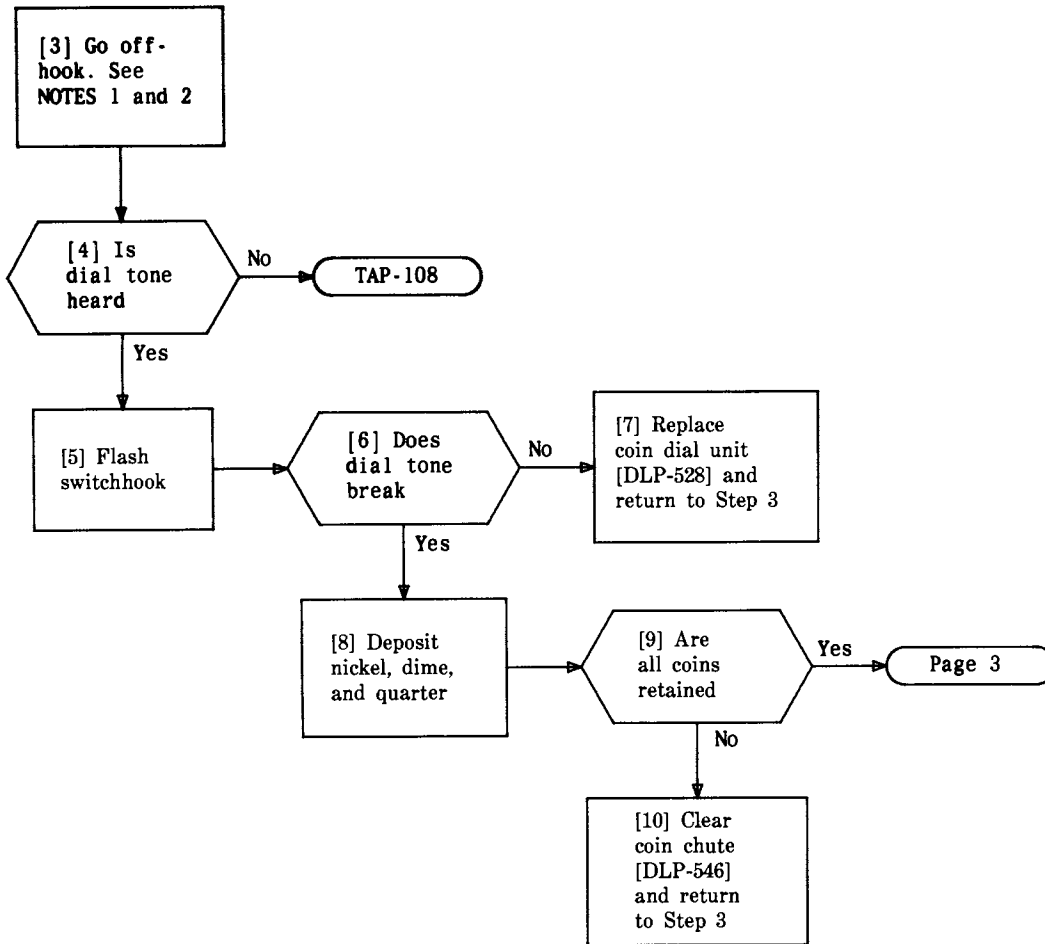 [3] Go off-
hook. See
NOTES 1 and 2
[4] Is
dial tone
heard
No
TAP-108
Yes
[5] Flash
switchhook
[6] Does
dial tone
break
No
[7] Replace
coin dial unit
[DLP-528] and
return to Step 3
Yes
[8] Deposit
nickel, dime,
and quarter
[9] Are
all coins
retained
Yes
Page 3
No
[10] Clear
coin chute
[DLP-546]
and return
to Step 3